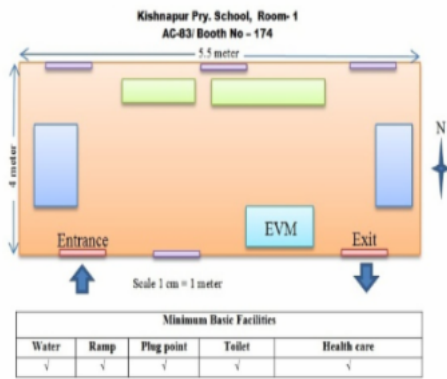 Kishnapur Pry. School, Room- 1
AC-83/ Booth No – 174
5.5 meter
4 meter
N
EVM
Entrance
Exit
Scale 1 cm = 1 meter
Minimum Basic Facilities
Water Ramp Plug point Toilet Health care
√ √ √ √ √